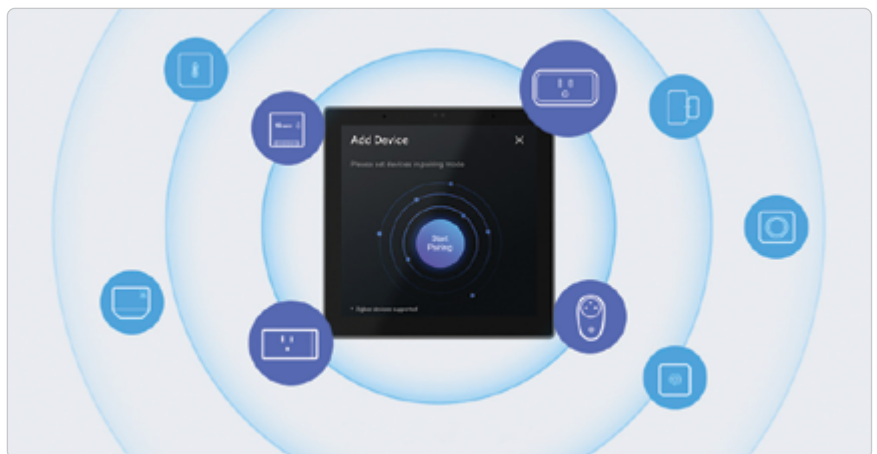 Add Device
Please set devices in pairing mode
Start
Pairing
• Zigbee devices supported